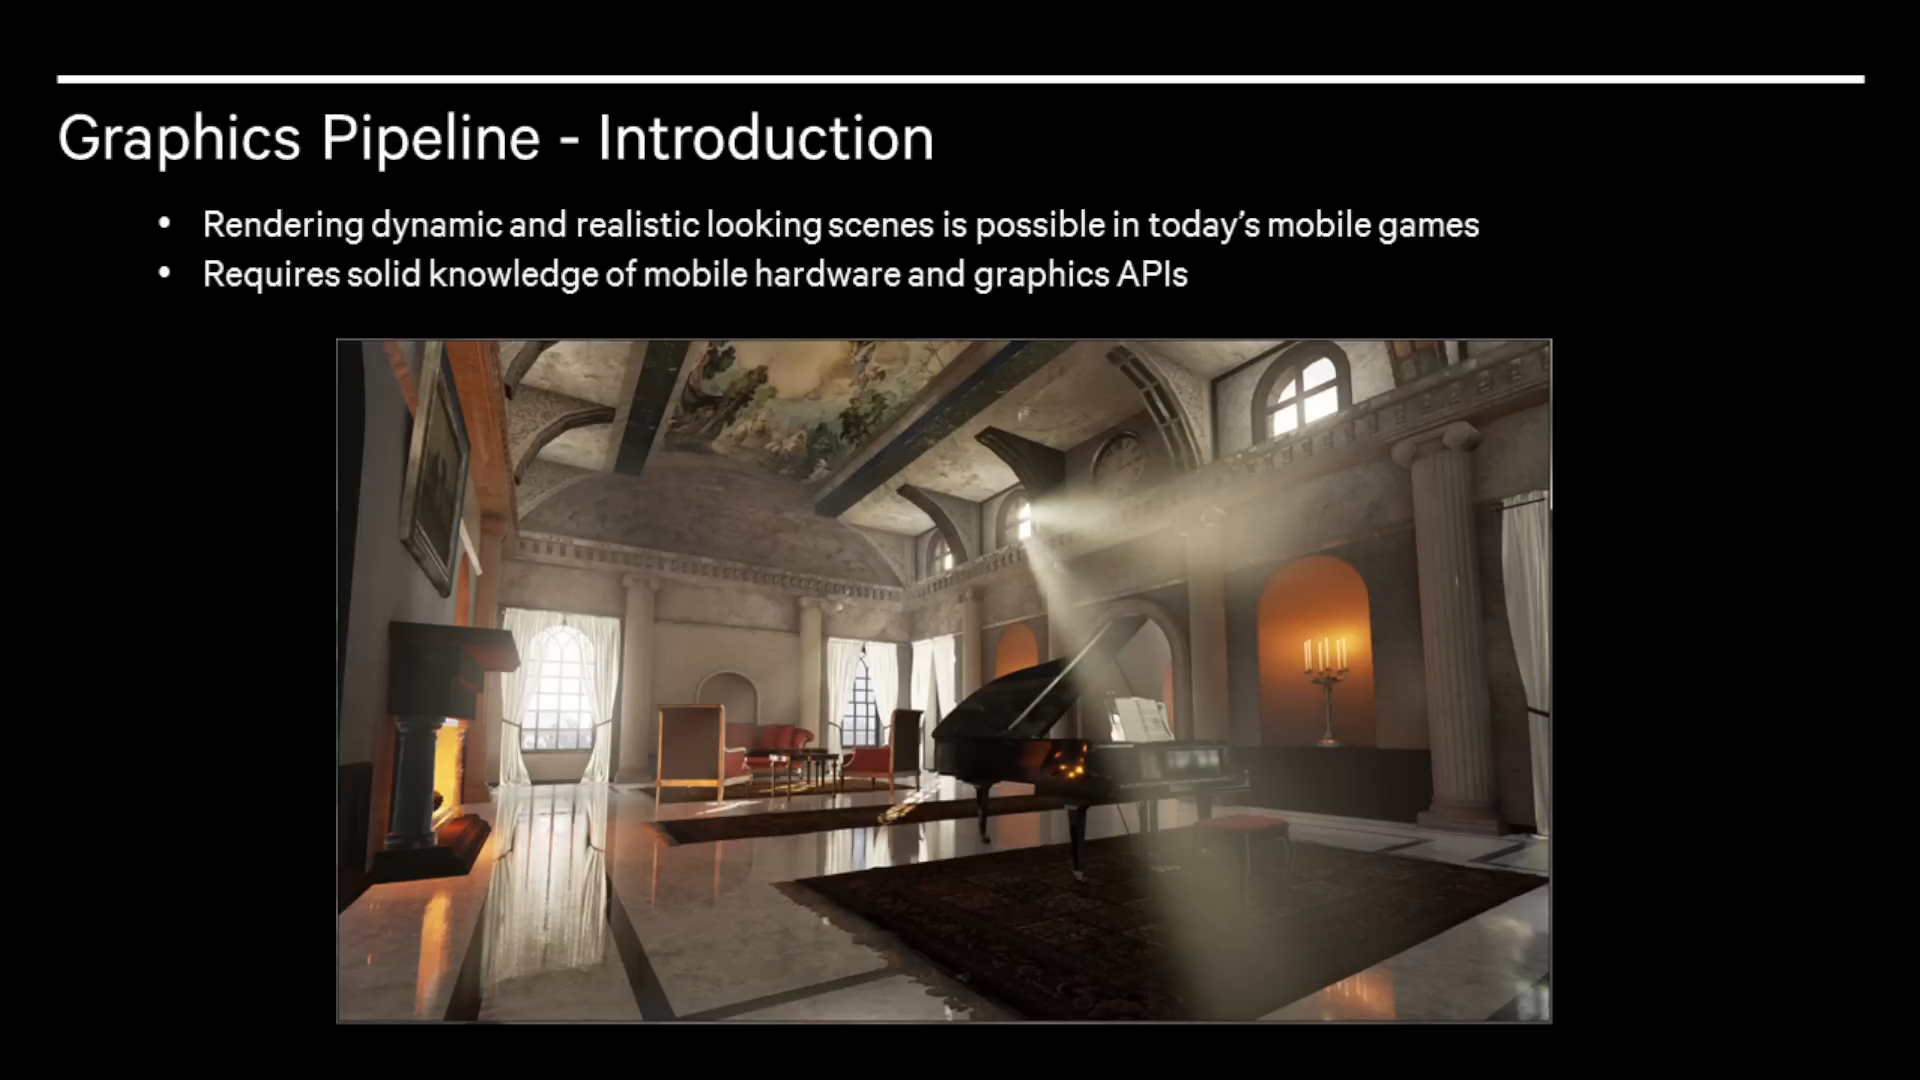 Graphics Pipeline - Introduction
• Rendering dynamic and realistic looking scenes is possible in today’s mobile games
• Requires solid knowledge of mobile hardware and graphics APIs